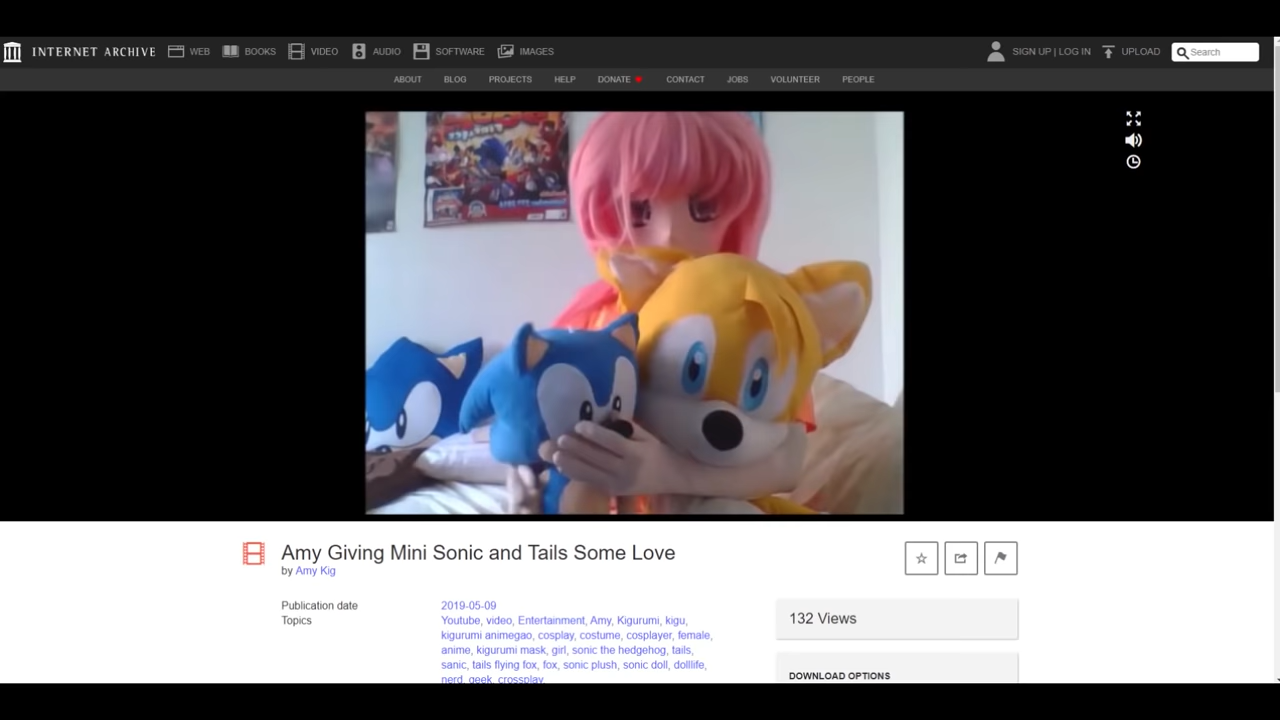 INTERNET ARCHIVE WEB BOOKS VIDEO AUDIO SOFTWARE IMAGES SIGN UP | LOG IN UPLOAD Search
ABOUT BLOG PROJECTS HELP DONATE CONTACT JOBS VOLUNTEER PEOPLE
Amy Giving Mini Sonic and Tails Some Love
by Amy Kig
Publication date 2019-05-09
Topics Youtube, video, Entertainment, Amy, Kigurumi, kigu,
kigurumi animegao, cosplay, costume, cosplayer, female,
anime, kigurumi mask, girl, sonic the hedgehog, tails,
sanic, tails flying fox, fox, sonic plush, sonic doll, dolllife,
nerd, geek, crossplay
132 Views
DOWNLOAD OPTIONS